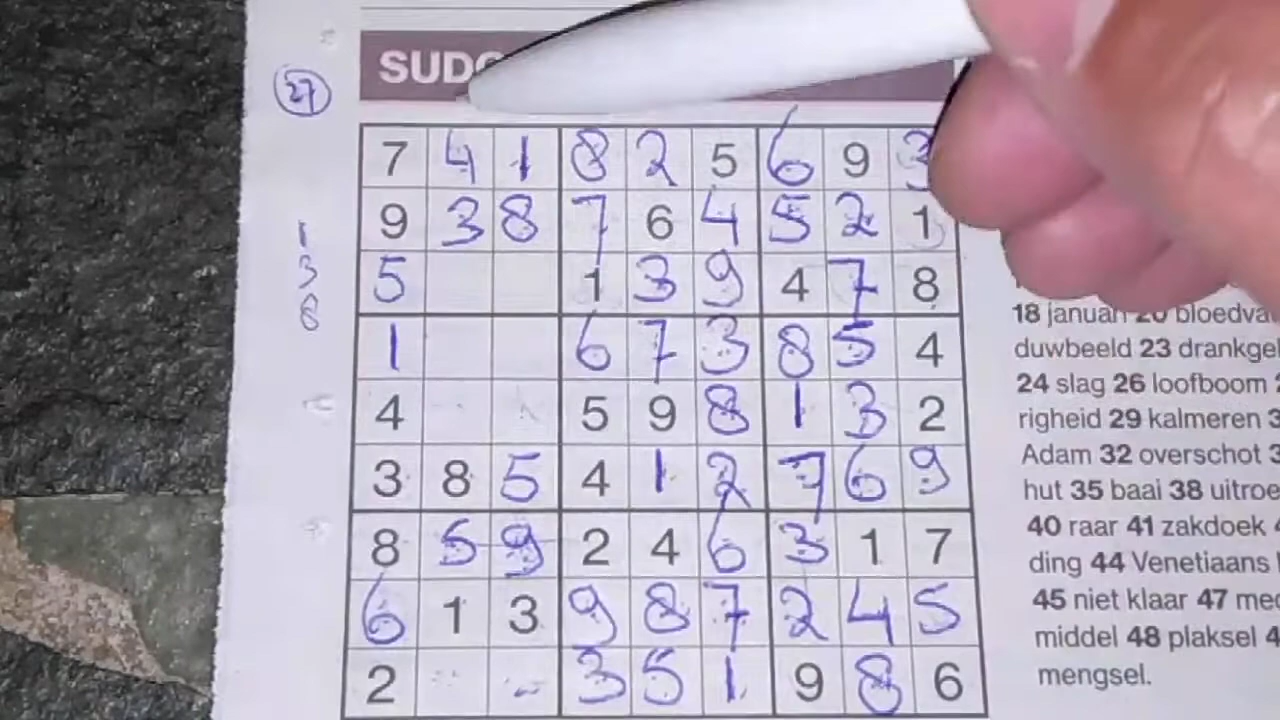 SUDO
27
7 4 1 8 2 5 6 9 3
9 3 8 7 6 4 5 2 1
5 1 3 9 4 7 8
1 6 7 3 8 5 4
4 5 9 8 1 3 2
3 8 5 4 1 2 7 6 9
8 5 9 2 4 6 3 1 7
6 1 3 9 8 7 2 4 5
2 3 5 1 9 8 6
1
3
8
18 januari 20 bloedva
duwbeeld 23 drankgel
24 slag 26 loofboom 2
righeid 29 kalmeren 3
Adam 32 overschot 3
hut 35 baai 38 uitroe
40 raar 41 zakdoek
ding 44 Venetiaans
45 niet klaar 47 med
middel 48 plaksel 4
mengsel.